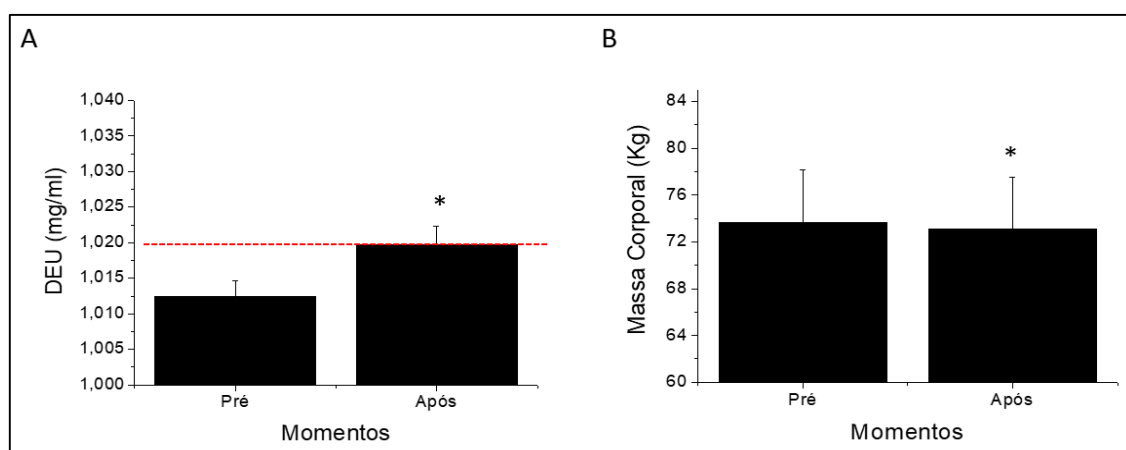 A
DEU (mg/ml)
1,040
1,035
1,030
1,025
1,020
1,015
1,010
1,005
1,000
*
Pré
Após
Momentos
B
Massa Corporal (Kg)
84
80
76
72
68
64
60
*
Pré
Após
Momentos